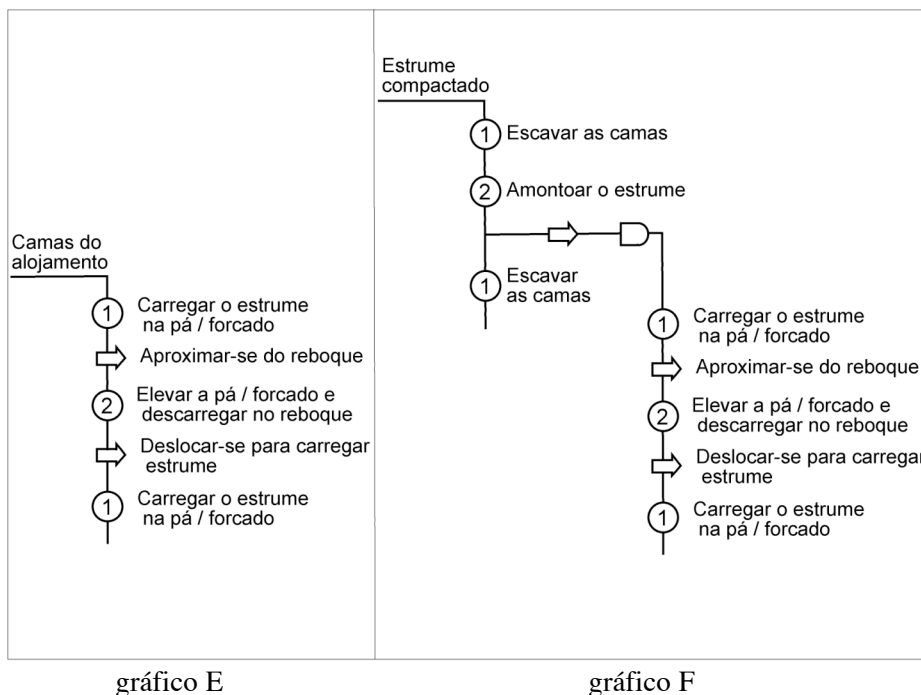 Camas do
alojamento
1
Carregar o estrume
na pá / forcado
Aproximar-se do reboque
2
Elevar a pá / forcado e
descarregar no reboque
Deslocar-se para carregar
estrume
1
Carregar o estrume
na pá / forcado
gráfico E
Estrume
compactado
1
Escavar as camas
2
Amontoar o estrume
1
Escavar
as camas
1
Carregar o estrume
na pá / forcado
Aproximar-se do reboque
2
Elevar a pá / forcado e
descarregar no reboque
Deslocar-se para carregar
estrume
1
Carregar o estrume
na pá / forcado
gráfico F